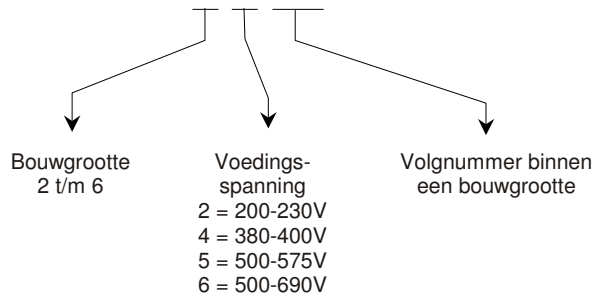 Bouwgrootte
2 t/m 6
Voedings-
spanning
2 = 200-230V
4 = 380-400V
5 = 500-575V
6 = 500-690V
Volgnummer binnen
een bouwgrootte